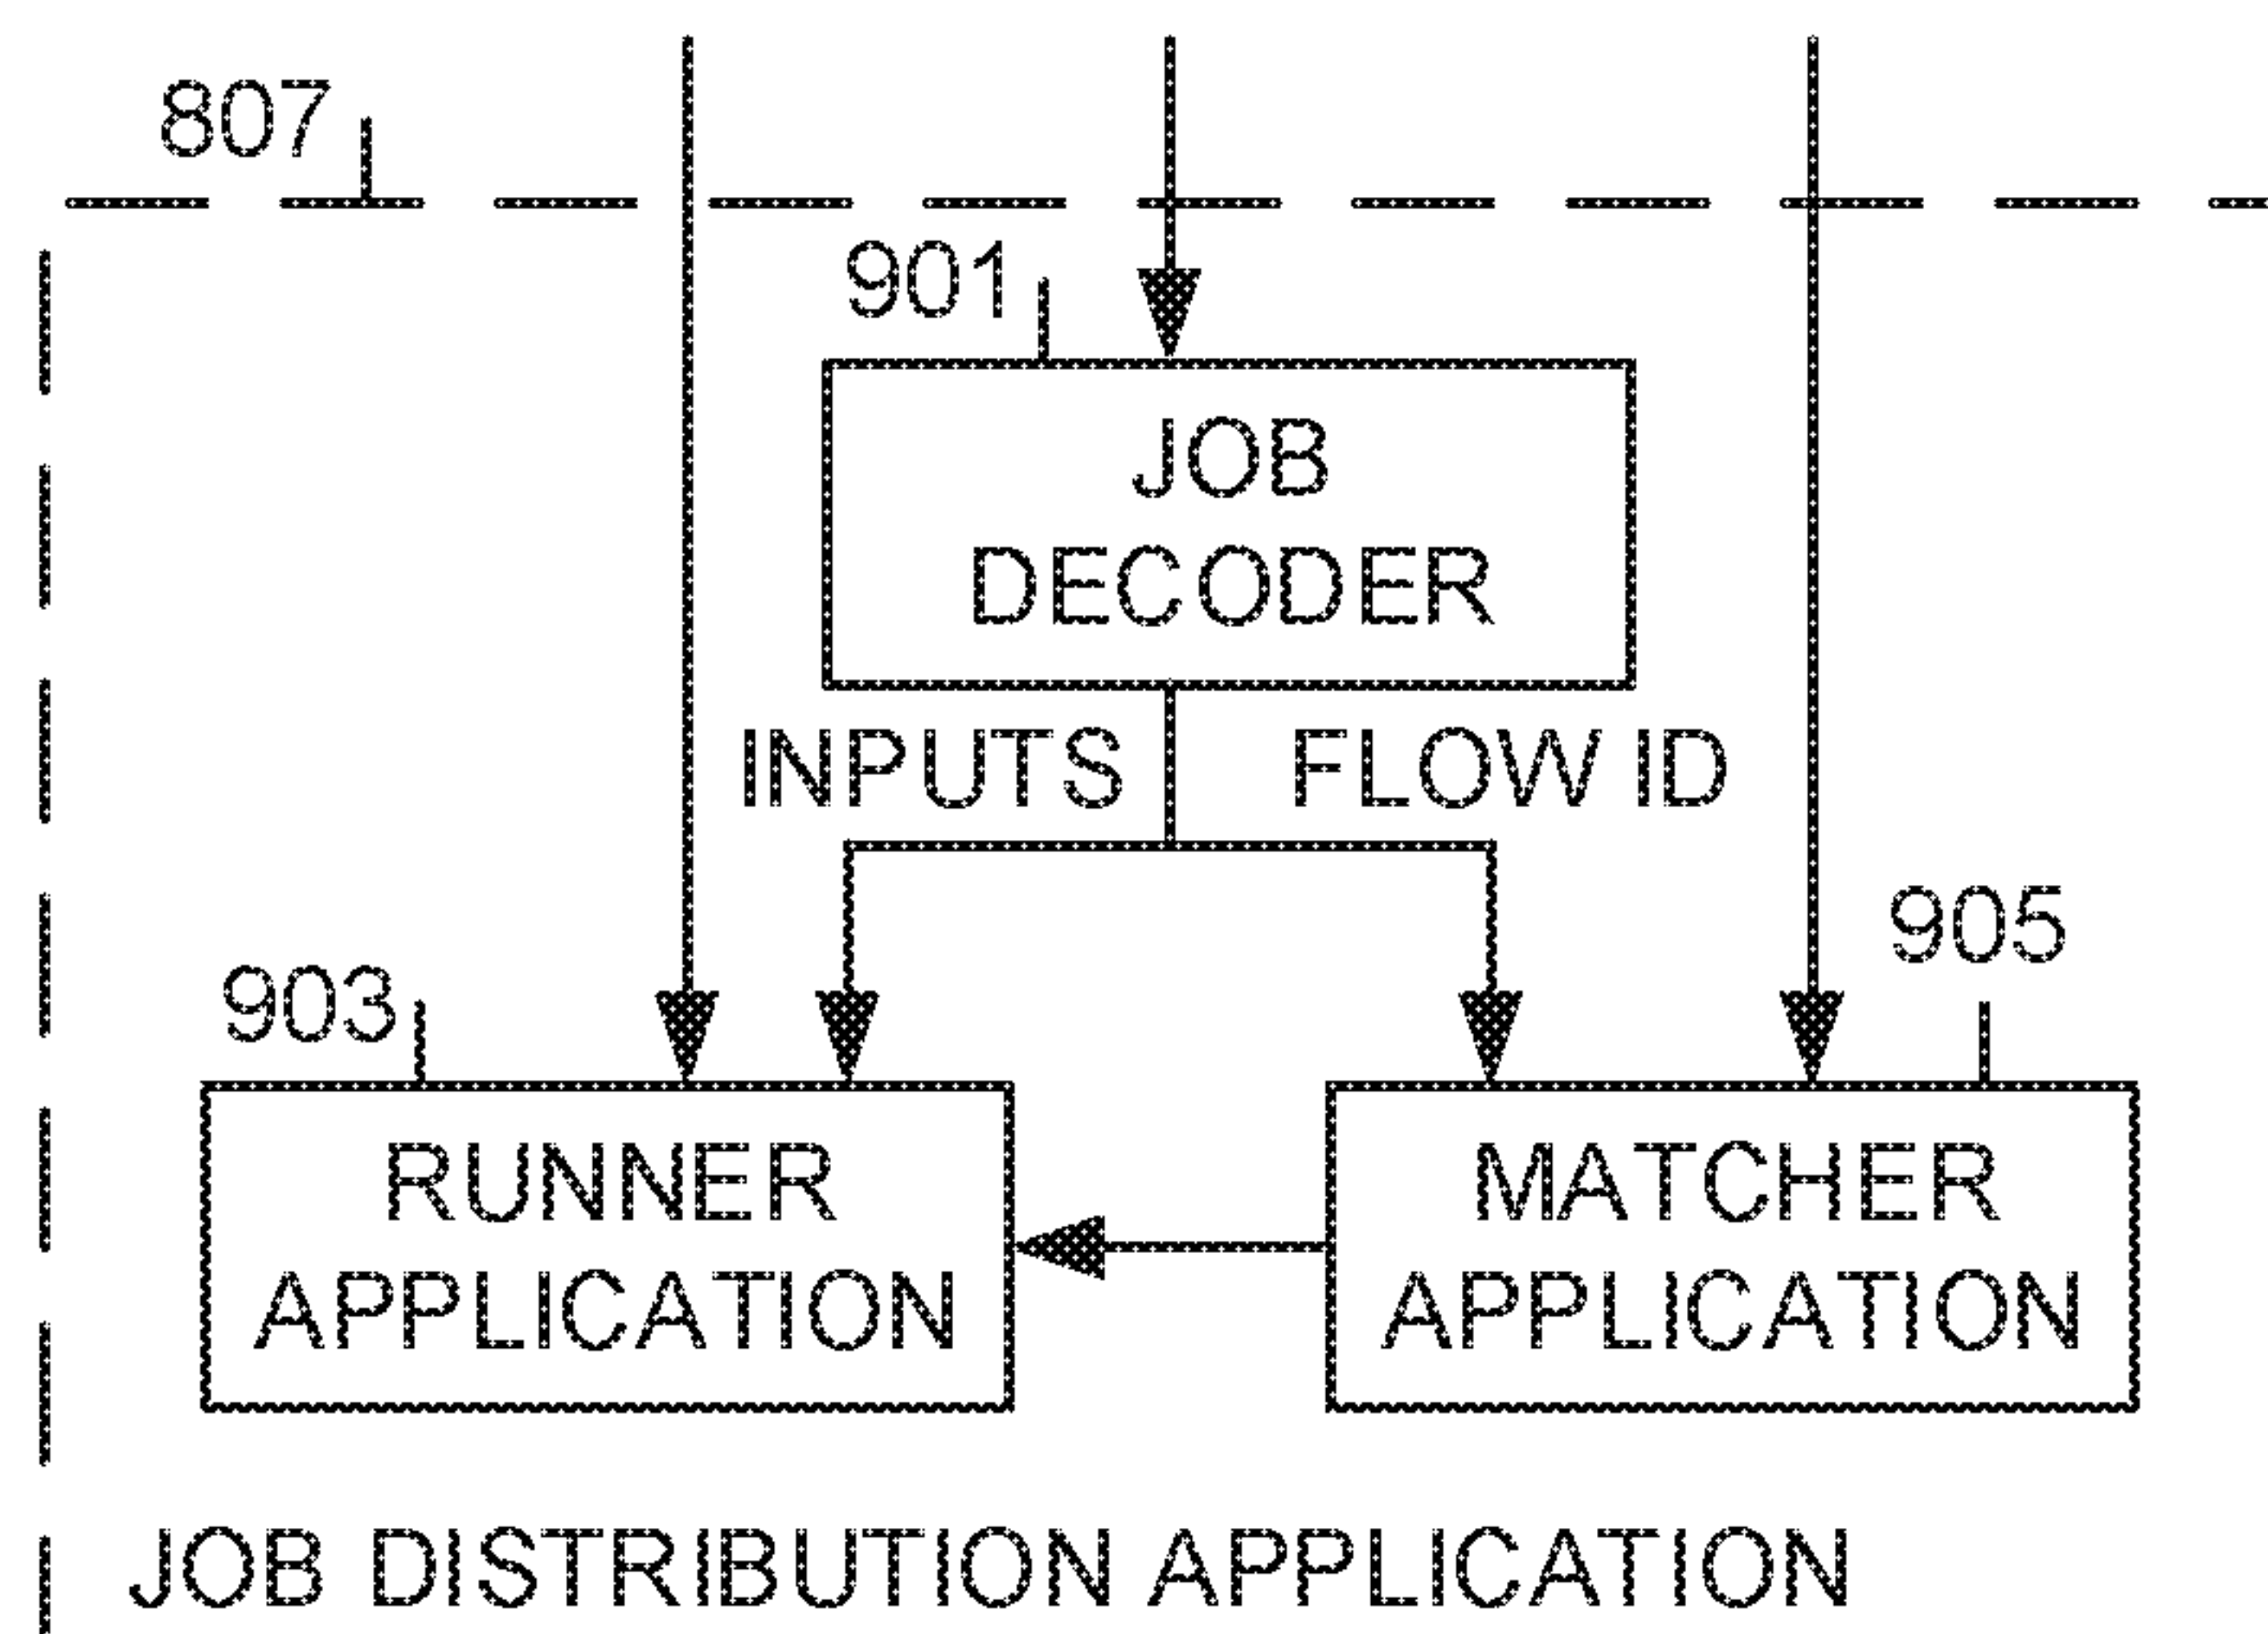 807
901
JOB
DECODER
INPUTS
FLOW ID
905
903
RUNNER
APPLICATION
MATCHER
APPLICATION
JOB DISTRIBUTION APPLICATION